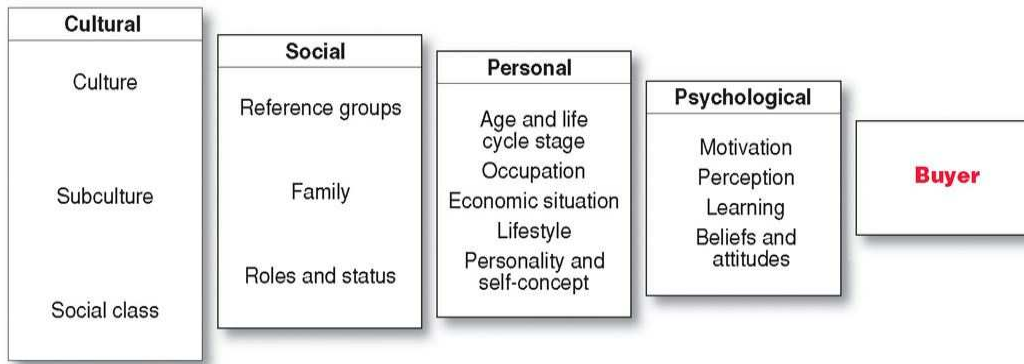 Cultural
Culture
Subculture
Social class
Social
Reference groups
Family
Roles and status
Personal
Age and life
cycle stage
Occupation
Economic situation
Lifestyle
Personality and
self-concept
Psychological
Motivation
Perception
Learning
Beliefs and
attitudes
Buyer